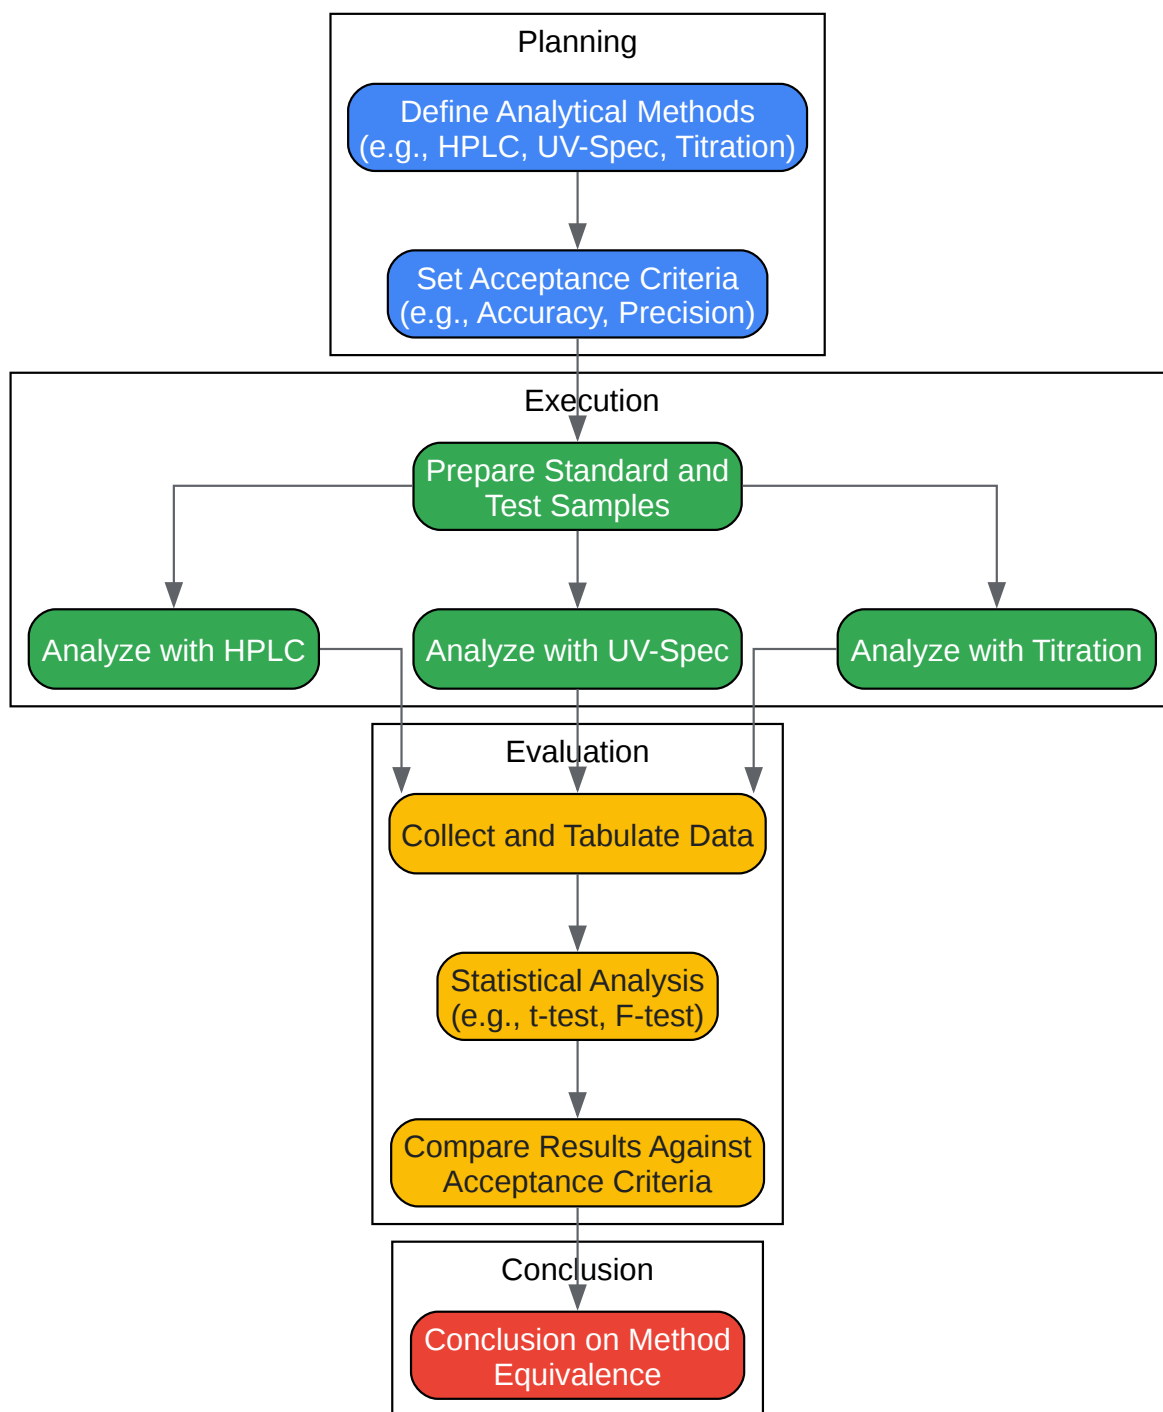 Planning
Define Analytical Methods
(e.g., HPLC, UV-Spec, Titration)
Set Acceptance Criteria
(e.g., Accuracy, Precision)
Execution
Prepare Standard and
Test Samples
Analyze with HPLC
Analyze with UV-Spec
Analyze with Titration
Evaluation
Collect and Tabulate Data
Statistical Analysis
(e.g., t-test, F-test)
Compare Results Against
Acceptance Criteria
Conclusion
Conclusion on Method
Equivalence